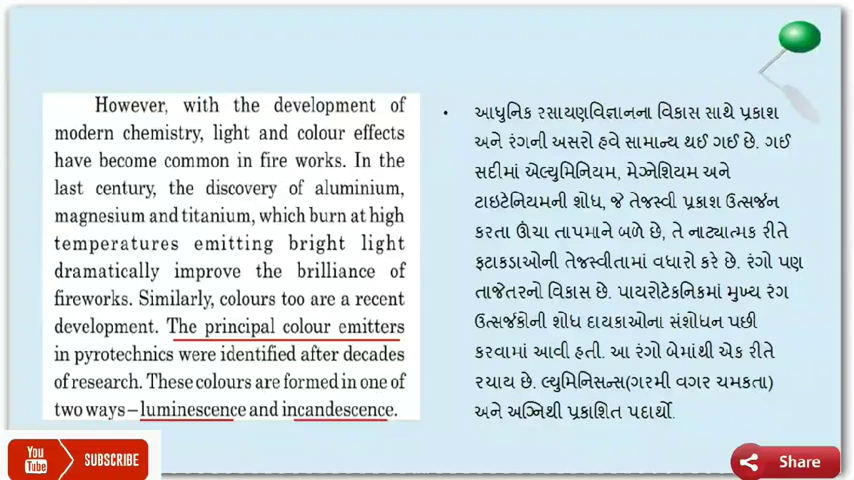 However, with the development of
modern chemistry, light and colour effects
have become common in fire works. In the
last century, the discovery of aluminium,
magnesium and titanium, which burn at high
temperatures emitting bright light
dramatically improve the brilliance of
fireworks. Similarly, colours too are a recent
development. The principal colour emitters
in pyrotechnics were identified after decades
of research. These colours are formed in one of
two ways – luminescence and incandescence.
• આધુનિક રસાયણવિજ્ઞાનના વિકાસ સાથે પ્રકાશ
અને રંગની અસરો હવે સામાન્ય થઈ ગઈ છે. ગઈ
સદીમાં એલ્યુમિનિયમ, મેગ્નેશિયમ અને
ટાઇટેનિયમની શોધ, જે તેજસ્વી પ્રકાશ ઉત્સર્જન
કરતા ઊંચા તાપમાને બળે છે, તે નાટ્યાત્મક રીતે
ફટાકડાઓની તેજસ્વીતામાં વધારો કરે છે. રંગો પણ
તાજેતરનો વિકાસ છે. પાયરોટેકનિકમાં મુખ્ય રંગ
ઉત્સર્જકોની શોધ દાયકાઓના સંશોધન પછી
કરવામાં આવી હતી. આ રંગો બેમાંથી એક રીતે
રચાય છે. લ્યુમિનિસન્સ(ગરમી વગર ચમકતા)
અને અગ્નિથી પ્રકાશિત પદાર્થો.
You
Tube
SUBSCRIBE
Share